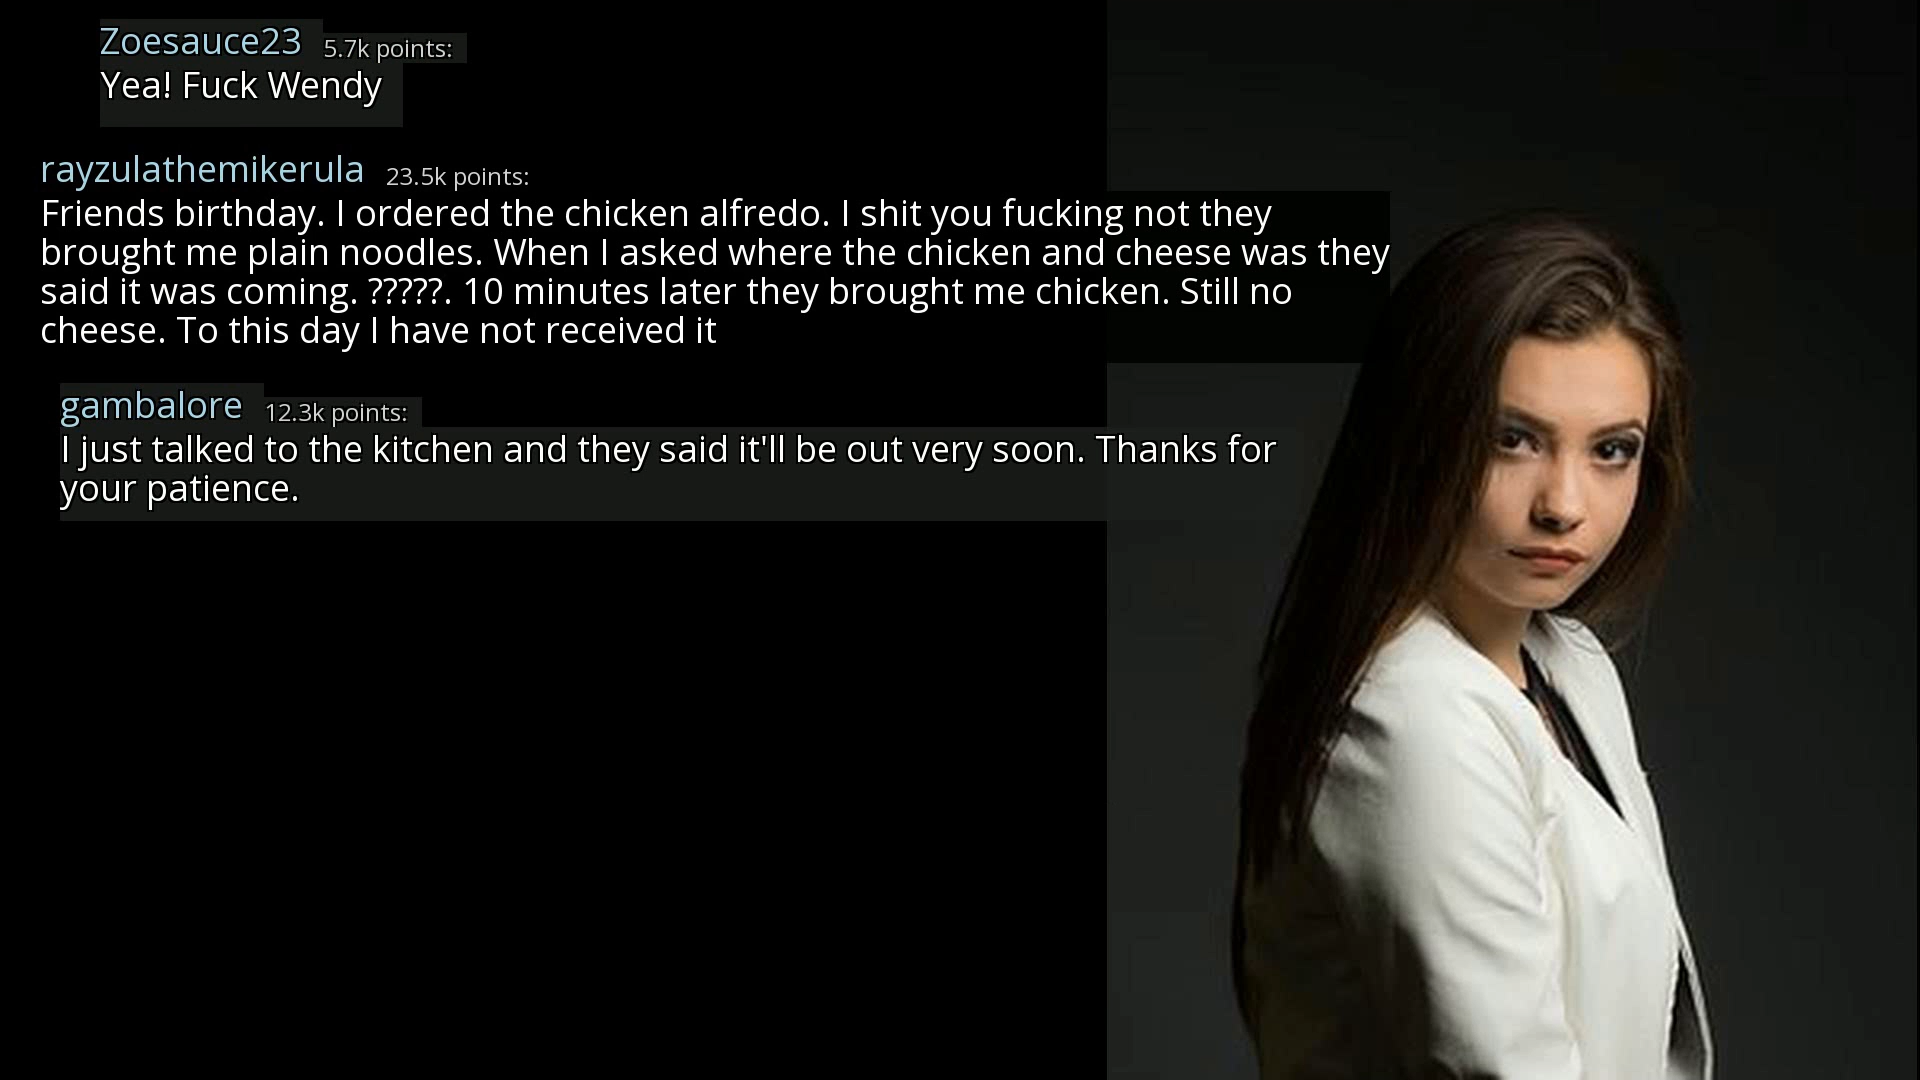 Zoesauce23 5.7k points:
Yea! Fuck Wendy
rayzulathemikerula 23.5k points:
Friends birthday. I ordered the chicken alfredo. I shit you fucking not they
brought me plain noodles. When I asked where the chicken and cheese was they
said it was coming. ?????. 10 minutes later they brought me chicken. Still no
cheese. To this day I have not received it
gambalore 12.3k points:
I just talked to the kitchen and they said it'll be out very soon. Thanks for
your patience.